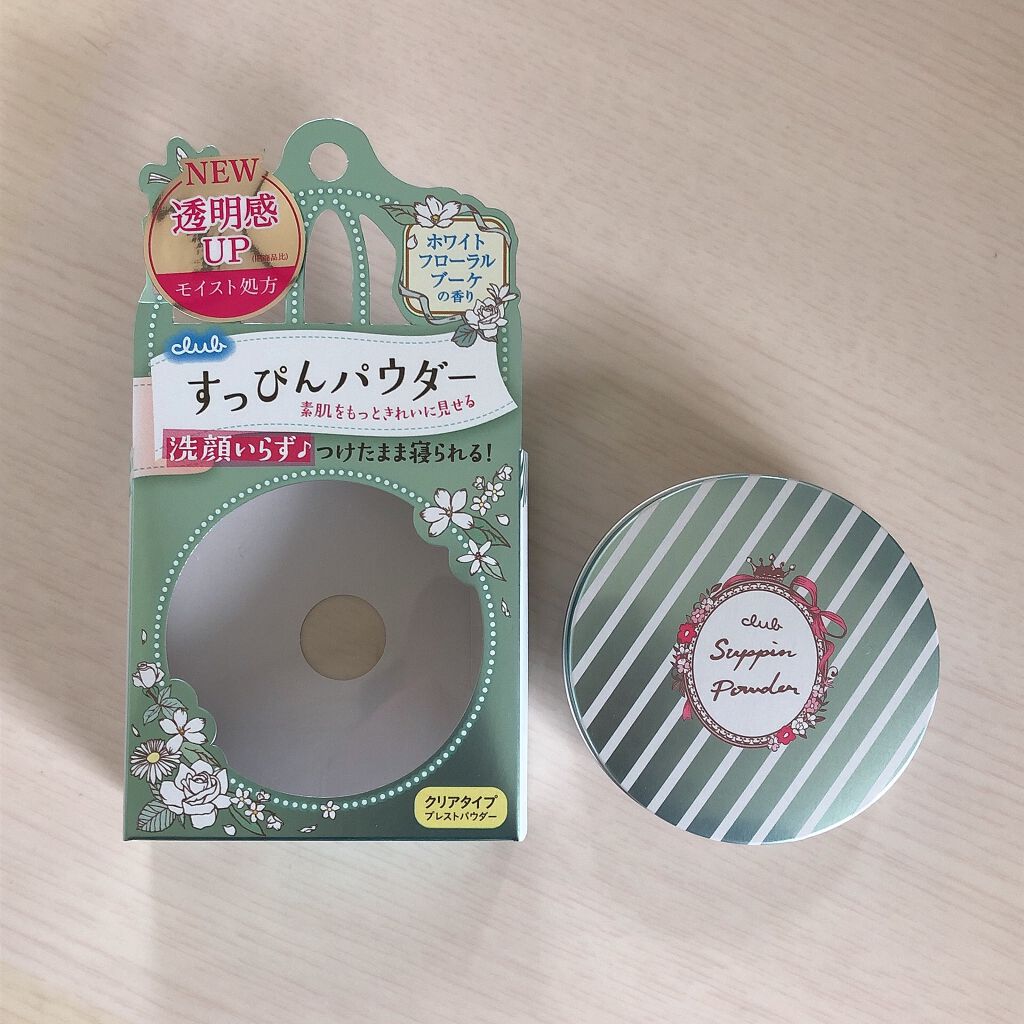 NEW
透明感
UP
(旧商品比)
モイスト処方
ホワイト
フローラル
ブーケ
の香り
club
すっぴんパウダー
素肌をもっときれいに見せる
洗顔いらず♪つけたまま寝られる!
クリアタイプ
プレストパウダー
club
Suppin
Powder